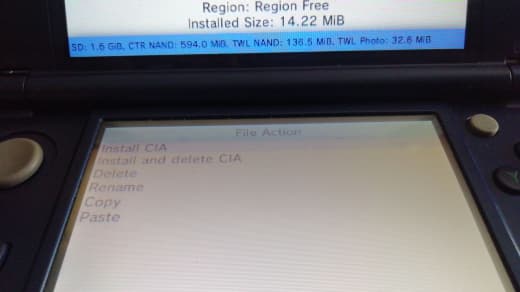 Region: Region Free
Installed Size: 14.22 MiB
SD: 1.6 GiB, CTR NAND: 594.0 MiB, TWL NAND: 136.5 MiB, TWL Photo: 32.6 MiB
File Action
Install CIA
Install and delete CIA
Delete
Rename
Copy
Paste